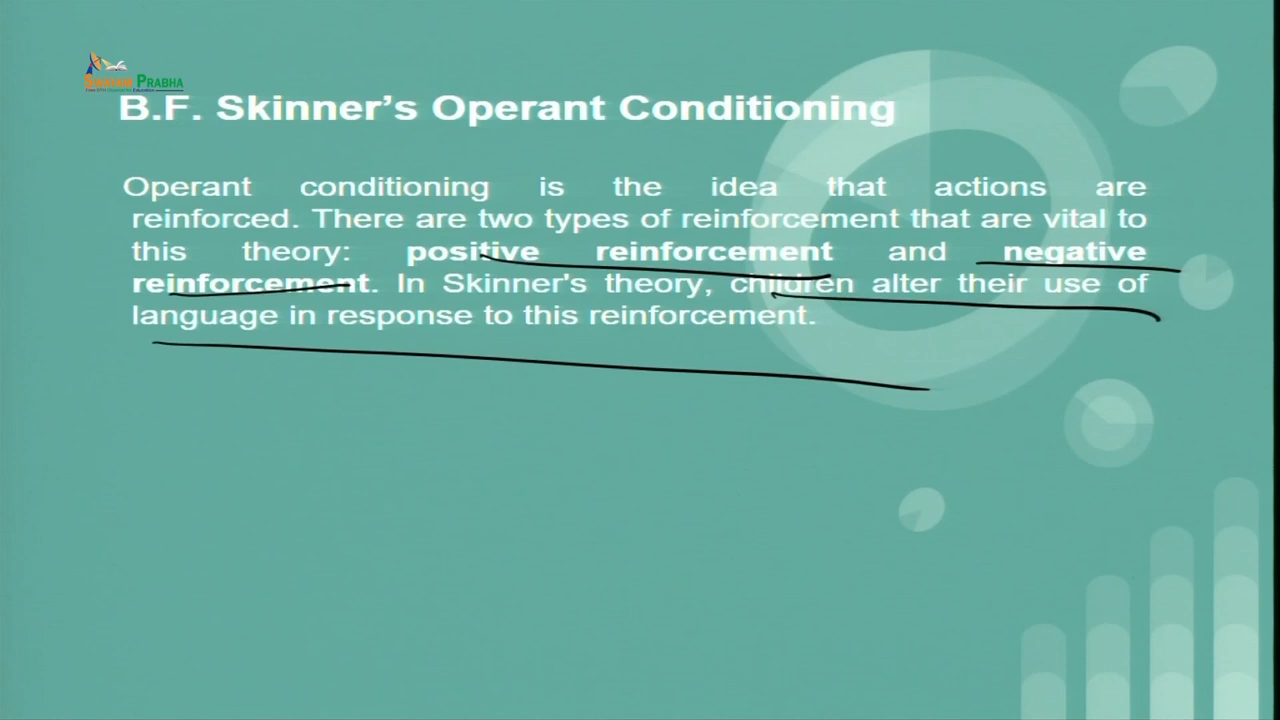 SWAYAM PRABHA
B.F. Skinner's Operant Conditioning
Operant conditioning is the idea that actions are
reinforced. There are two types of reinforcement that are vital to
this theory: positive reinforcement and negative
reinforcement. In Skinner's theory, children alter their use of
language in response to this reinforcement.